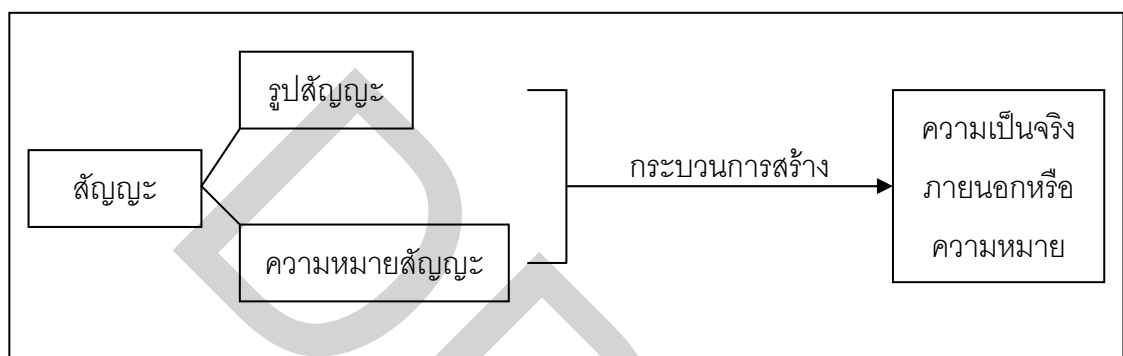 รูปสัญญะ
สัญญะ
ความหมายสัญญะ
กระบวนการสร้าง
ความเป็นจริง
ภายนอกหรือ
ความหมาย